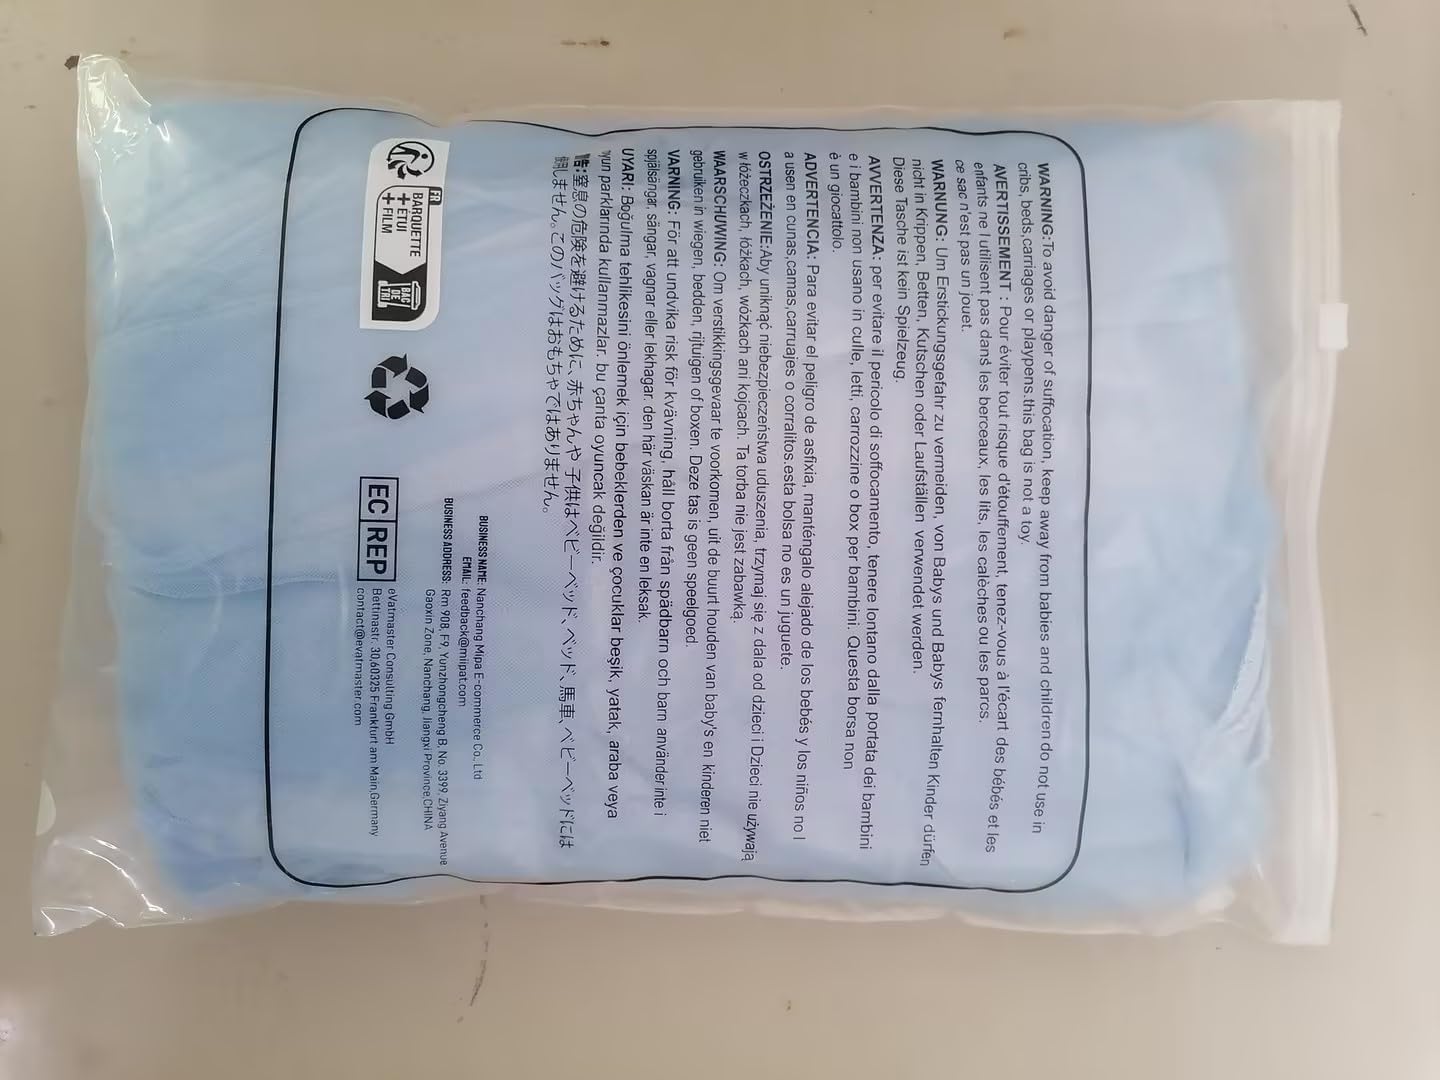 WARNING:To avoid danger of suffocation, keep away from babies and children do not use in
cribs, beds,carriages or playpens.this bag is not a toy.
AVERTISSEMENT : Pour éviter tout risque d'étouffement, tenez-vous à l'écart des bébés et les
enfants ne l'utilisent pas dans les berceaux, les lits, les calèches ou les parcs.
ce sac n'est pas un jouet.
WARNUNG: Um Erstickungsgefahr zu vermeiden, von Babys und Babys fernhalten Kinder dürfen
nicht in Krippen, Betten, Kutschen oder Laufställen verwendet werden.
Diese Tasche ist kein Spielzeug.
AVVERTENZA: per evitare il pericolo di soffocamento, tenere lontano dalla portata dei bambini
e i bambini non usano in culle, letti, carrozzine o box per bambini. Questa borsa non
è un giocattolo.
ADVERTENCIA: Para evitar el peligro de asfixia, manténgalo alejado de los bebés y los niños no l
a usen en cunas,camas,carruajes o corralitos.esta bolsa no es un juguete.
OSTRZEŻENIE:Aby uniknąć niebezpieczeństwa uduszenia, trzymaj się z dala od dzieci i Dzieci nie używają
w łóżeczkach, łóżkach, wózkach ani kojcach. Ta torba nie jest zabawką.
WAARSCHUWING: Om verstikkingsgevaar te voorkomen, uit de buurt houden van baby's en kinderen niet
gebruiken in wiegen, bedden, rijtuigen of boxen. Deze tas is geen speelgoed.
VARNING: För att undvika risk för kvävning, håll borta från spädbarn och barn använder inte i
spjälsängar, sängar, vagnar eller lekhagar. den här väskan är inte en leksak.
UYARI: Boğulma tehlikesini önlemek için bebeklerden ve çocuklar beşik, yatak, araba veya
oyun parklarında kullanmazlar. bu çanta oyuncak değildir.
告:窒息の危険を避けるために、赤ちゃんや 子供はベビーベッド、ベッド、馬車、ベビーベッドには
使用しません。このバッグはおもちゃではありません。
BUSINESS NAME: Nanchang Mipa E-commerce Co., Ltd
EMAIL: feedback@miipat.com
BUSINESS ADDRESS: Rm 908, F9, Yunzhongcheng B, No. 3399, Ziyang Avenue
Gaoxin Zone, Nanchang, Jiangxi Province,CHINA
FR
BARQUETTE
+ ÉTUI
+ FILM
BAC
DE
TRI
EC REP
eVatmaster Consulting GmbH
Bettinastr. 30,60325 Frankfurt am Main,Germany
contact@evatmaster.com